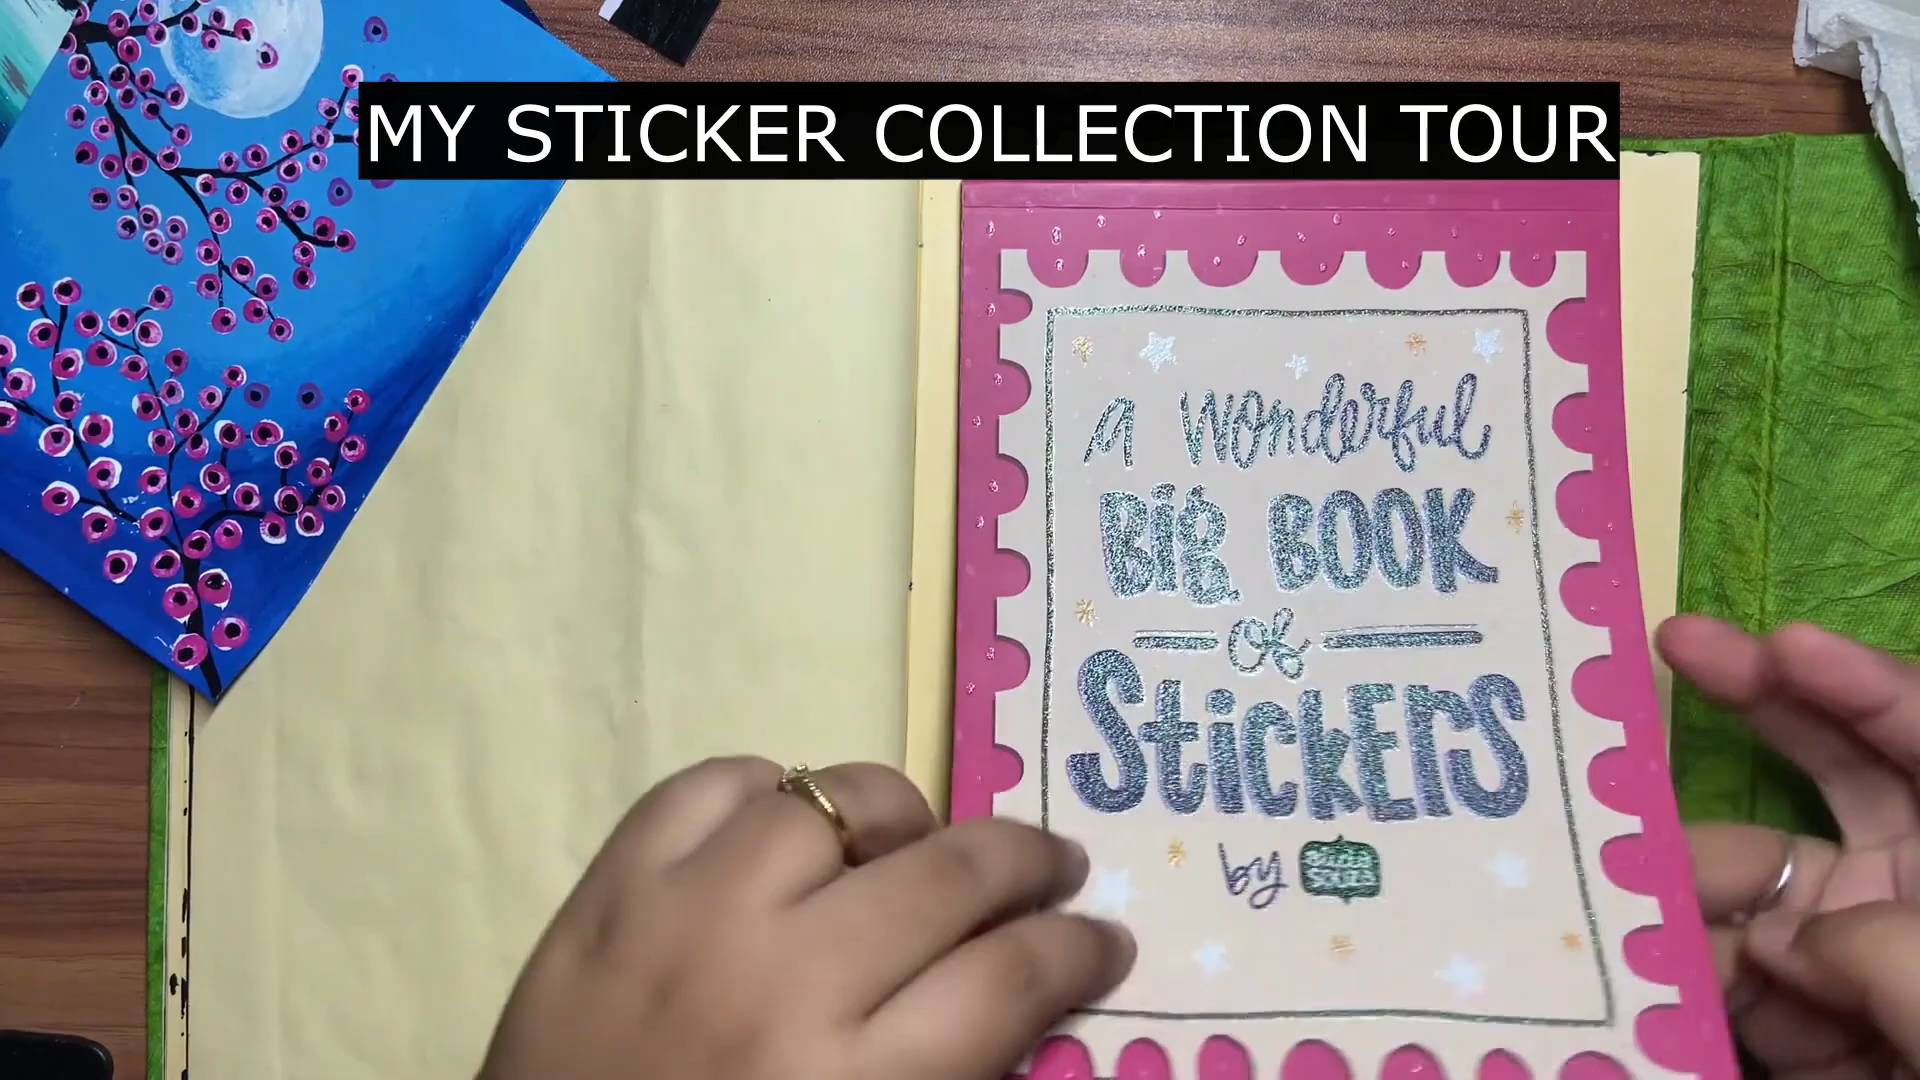 MY STICKER COLLECTION TOUR
a wonderful
BiG BOOK
of
StickErs
by